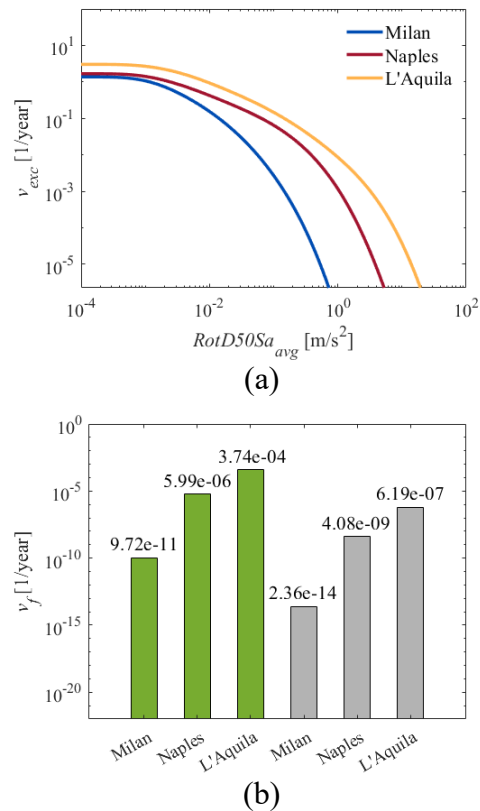 10^1
10^-1
10^-3
10^-5
v_exc [1/year]
Milan
Naples
L'Aquila
10^-4
10^-2
10^0
10^2
RotD50Sa_avg [m/s^2]
(a)
10^0
10^-5
10^-10
10^-15
10^-20
v_f [1/year]
9.72e-11
5.99e-06
3.74e-04
2.36e-14
4.08e-09
6.19e-07
Milan
Naples
L'Aquila
Milan
Naples
L'Aquila
(b)